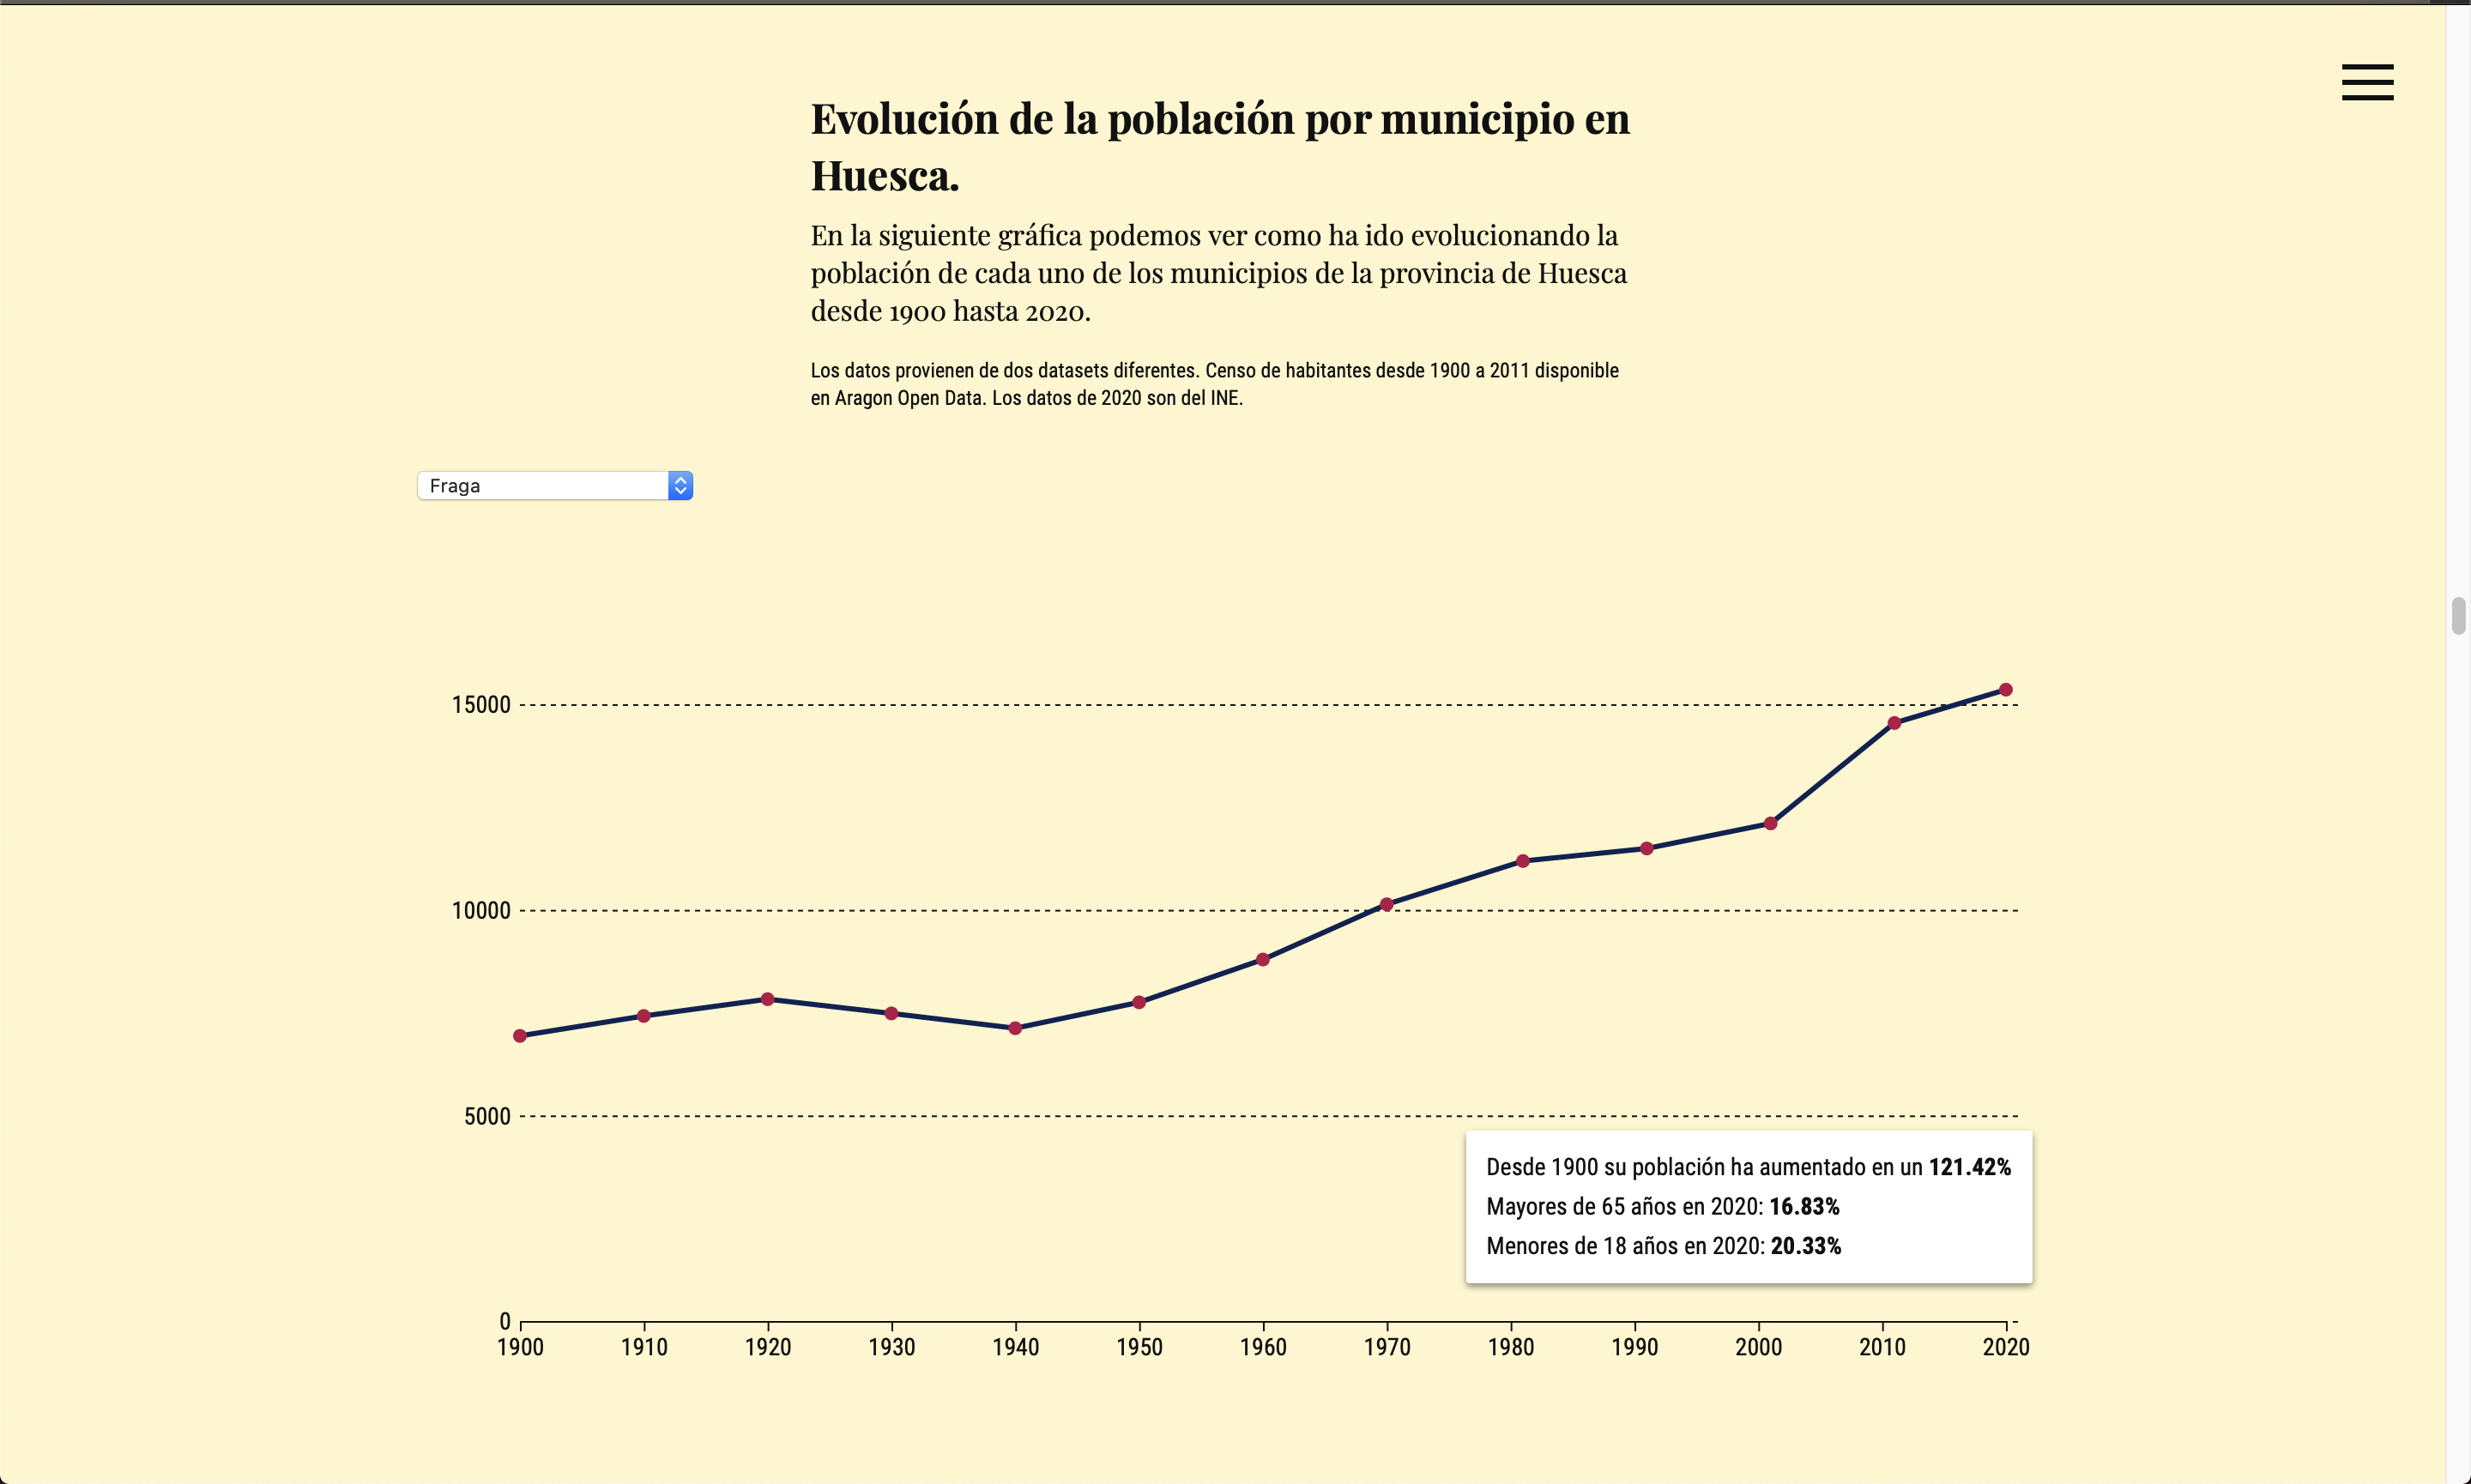 Evolución de la población por municipio en
Huesca.
En la siguiente gráfica podemos ver como ha ido evolucionando la
población de cada uno de los municipios de la provincia de Huesca
desde 1900 hasta 2020.
Los datos provienen de dos datasets diferentes. Censo de habitantes desde 1900 a 2011 disponible
en Aragon Open Data. Los datos de 2020 son del INE.
Fraga
15000
10000
5000
Desde 1900 su población ha aumentado en un 121.42%
Mayores de 65 años en 2020: 16.83%
Menores de 18 años en 2020: 20.33%
0
1900 1910 1920 1930 1940 1950 1960 1970 1980 1990 2000 2010 2020